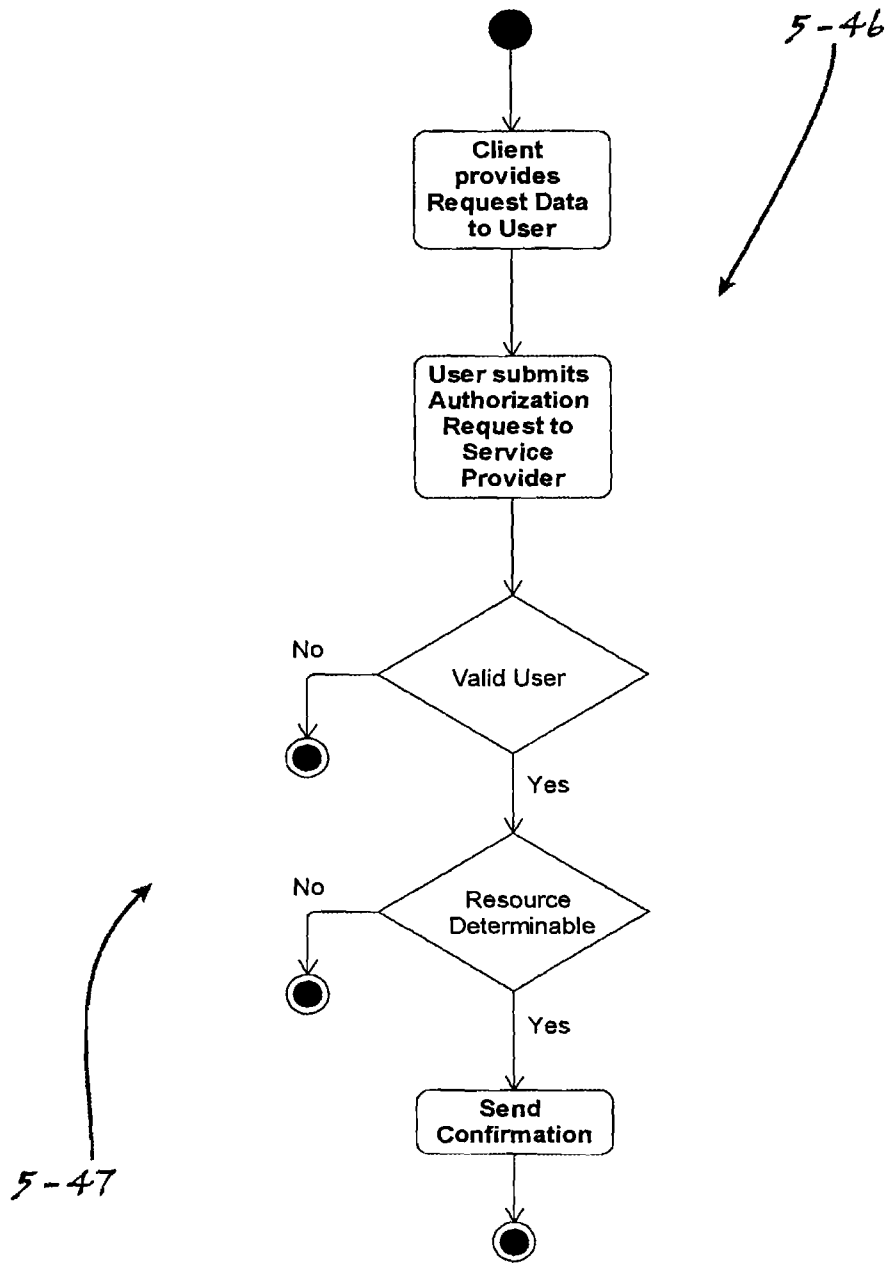 5-46
Client
provides
Request Data
to User
User submits
Authorization
Request to
Service
Provider
No
Valid User
Yes
No
Resource
Determinable
Yes
Send
Confirmation
5-47